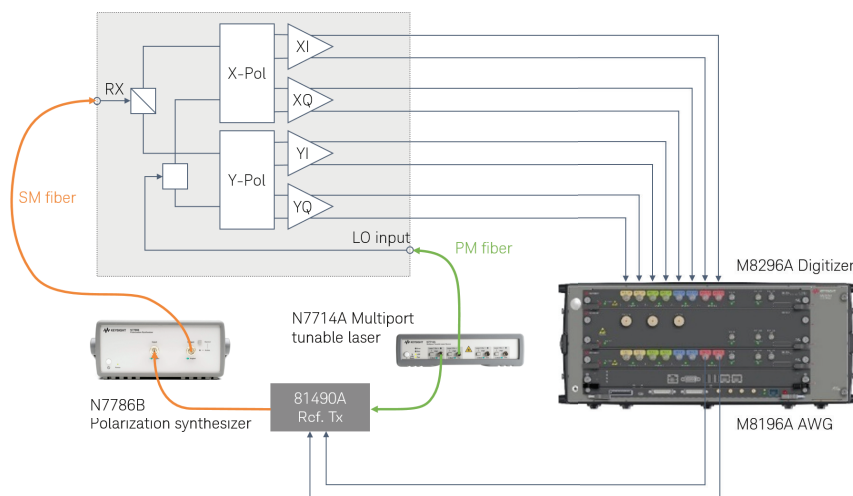 RX
X-Pol
XI
XQ
YI
Y-Pol
YQ
SM fiber
LO input
PM fiber
M8296A Digitizer
N7714A Multiport
tunable laser
81490A
Ref. Tx
N7786B
Polarization synthesizer
M8196A AWG